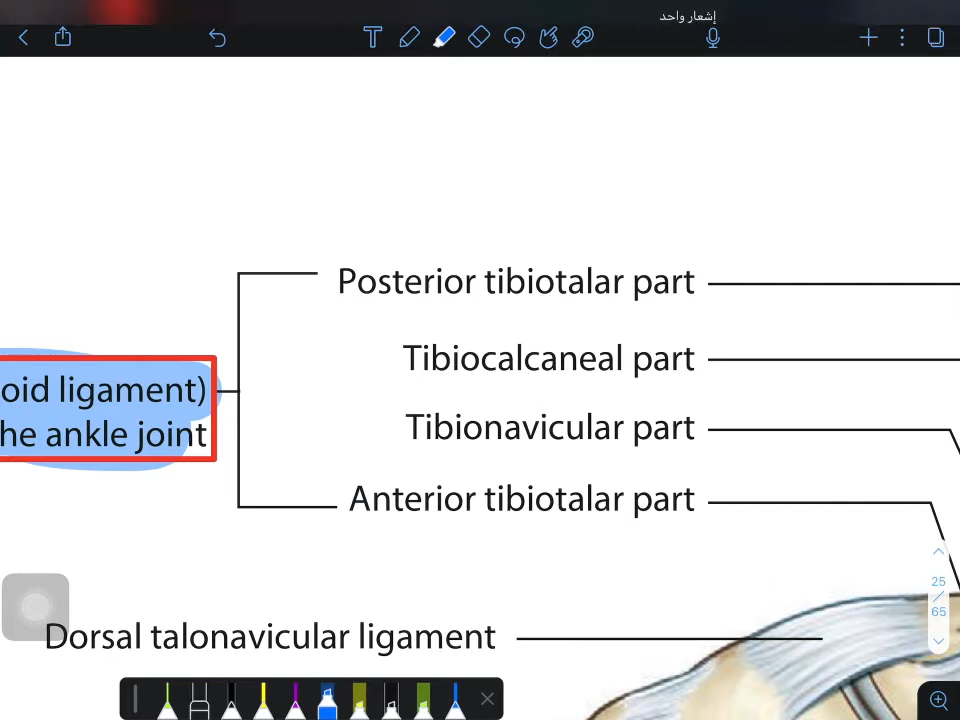 إشعار واحد
Posterior tibiotalar part
Tibiocalcaneal part
oid ligament)
he ankle joint
Tibionavicular part
Anterior tibiotalar part
25
/
65
Dorsal talonavicular ligament